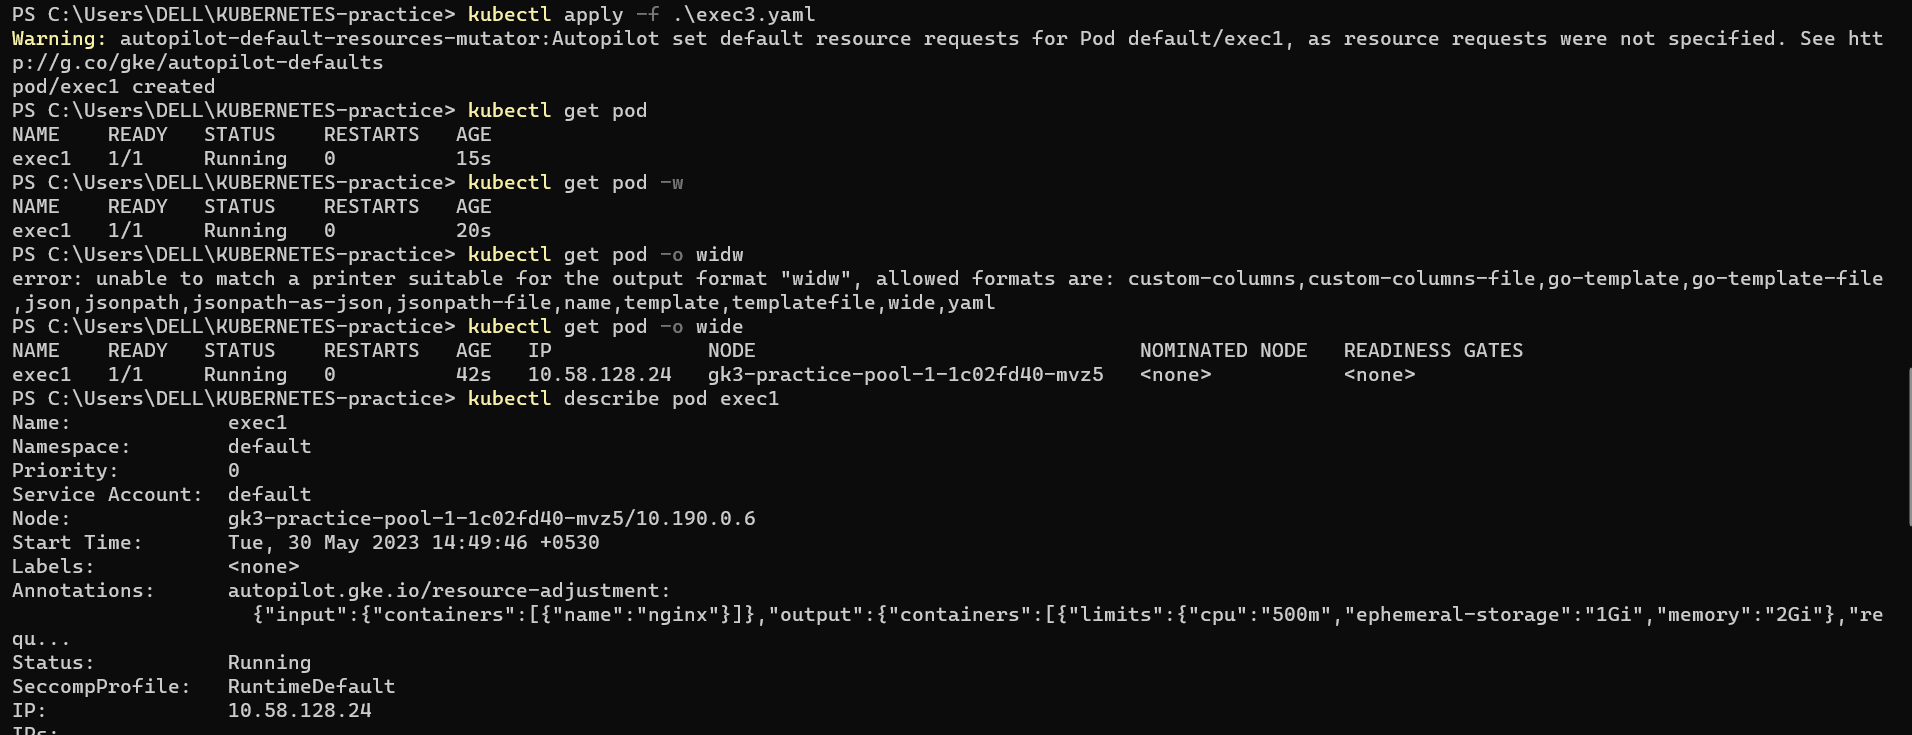 PS C:\Users\DELL\KUBERNETES-practice> kubectl apply -f .\exec3.yaml
Warning: autopilot-default-resources-mutator:Autopilot set default resource requests for Pod default/exec1, as resource requests were not specified. See htt
p://g.co/gke/autopilot-defaults
pod/exec1 created
PS C:\Users\DELL\KUBERNETES-practice> kubectl get pod
NAME    READY   STATUS    RESTARTS   AGE
exec1   1/1     Running   0          15s
PS C:\Users\DELL\KUBERNETES-practice> kubectl get pod -w
NAME    READY   STATUS    RESTARTS   AGE
exec1   1/1     Running   0          20s
PS C:\Users\DELL\KUBERNETES-practice> kubectl get pod -o widw
error: unable to match a printer suitable for the output format "widw", allowed formats are: custom-columns,custom-columns-file,go-template,go-template-file
,json,jsonpath,jsonpath-as-json,jsonpath-file,name,template,templatefile,wide,yaml
PS C:\Users\DELL\KUBERNETES-practice> kubectl get pod -o wide
NAME    READY   STATUS    RESTARTS   AGE   IP             NODE                                NOMINATED NODE   READINESS GATES
exec1   1/1     Running   0          42s   10.58.128.24   gk3-practice-pool-1-1c02fd40-mvz5   <none>           <none>
PS C:\Users\DELL\KUBERNETES-practice> kubectl describe pod exec1
Name:             exec1
Namespace:        default
Priority:         0
Service Account:  default
Node:             gk3-practice-pool-1-1c02fd40-mvz5/10.190.0.6
Start Time:       Tue, 30 May 2023 14:49:46 +0530
Labels:           <none>
Annotations:      autopilot.gke.io/resource-adjustment:
                    {"input":{"containers":[{"name":"nginx"}]},"output":{"containers":[{"limits":{"cpu":"500m","ephemeral-storage":"1Gi","memory":"2Gi"},"re
qu...
Status:           Running
SeccompProfile:   RuntimeDefault
IP:               10.58.128.24
IPs: